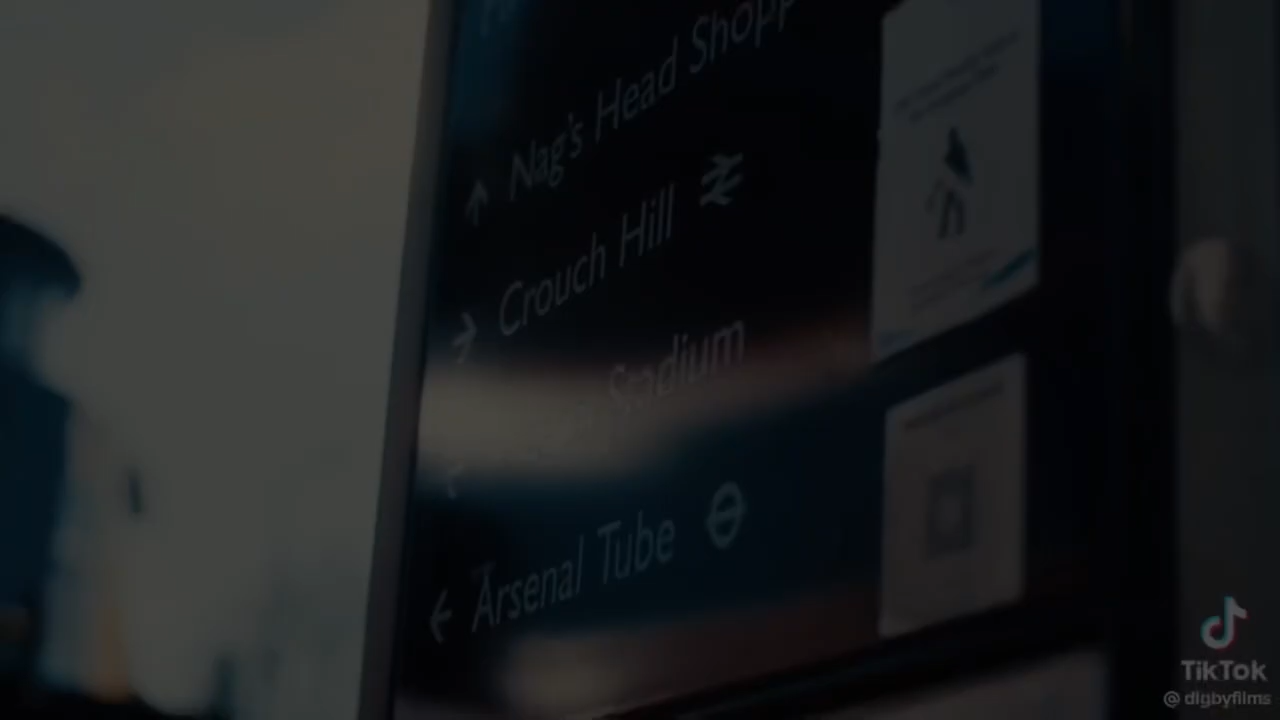 Nag's Head Shopp
Crouch Hill
Stadium
Arsenal Tube
TikTok
@digbyfilms